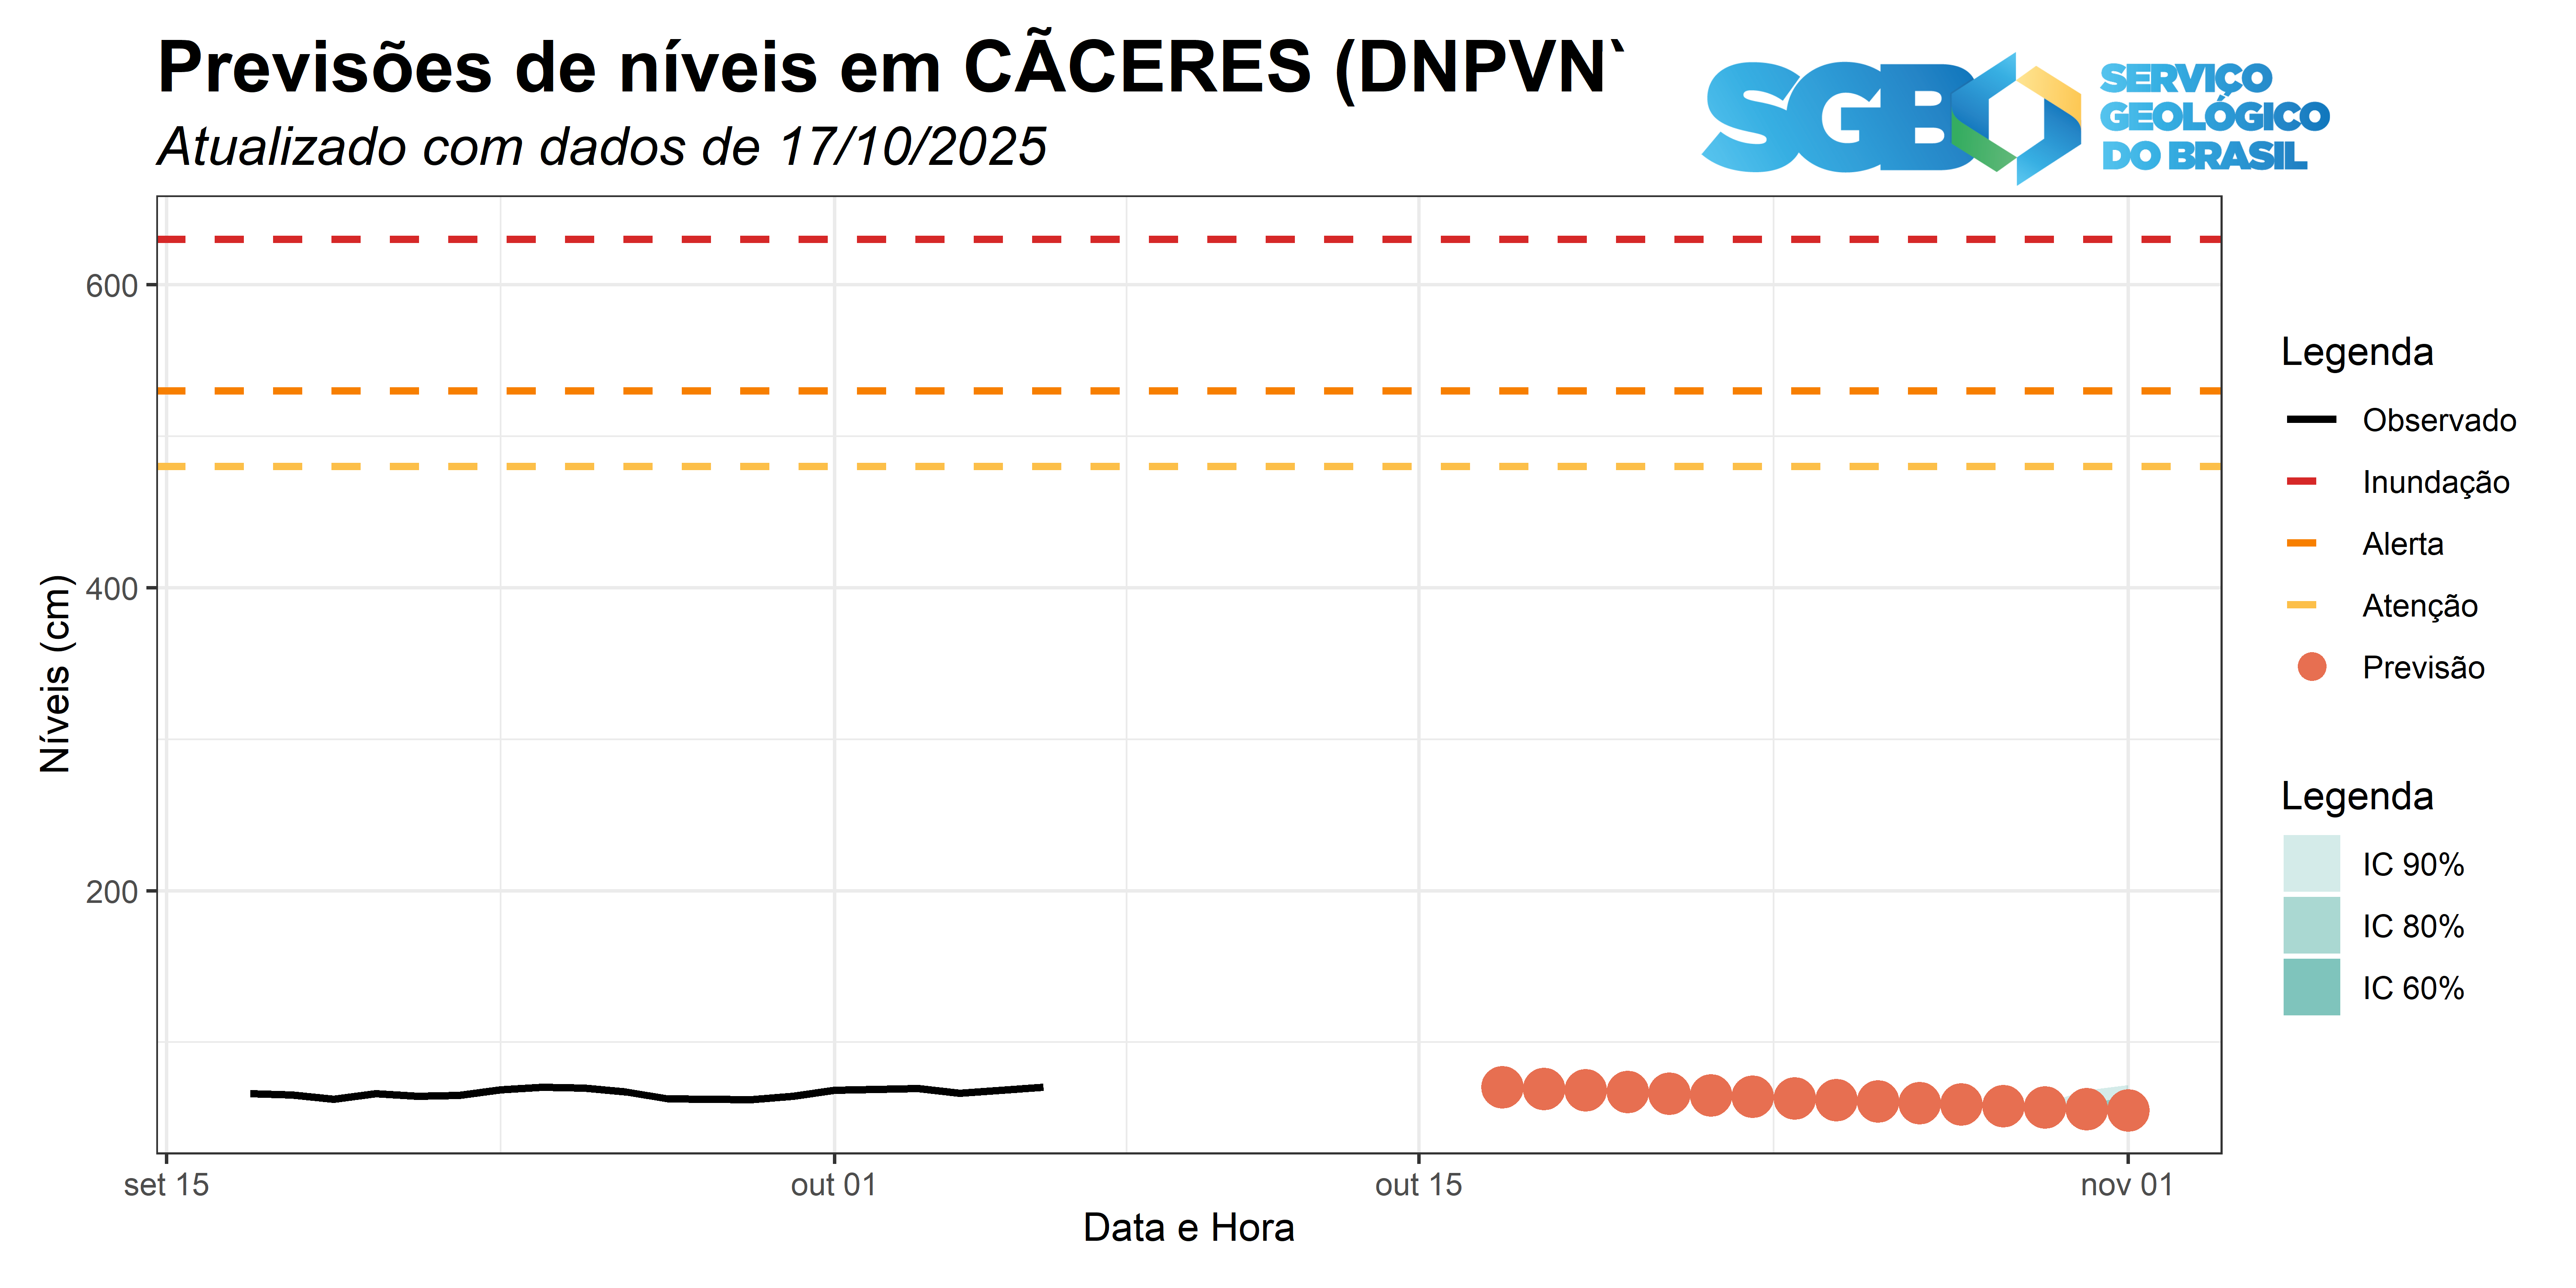 Previsões de níveis em CÃCERES (DNPVN`
Atualizado com dados de 17/10/2025
SGB
SERVIÇO
GEOLÓGICO
DO BRASIL
Níveis (cm)
600
400
200
set 15
out 01
out 15
nov 01
Data e Hora
Legenda
Observado
Inundação
Alerta
Atenção
Previsão
Legenda
IC 90%
IC 80%
IC 60%